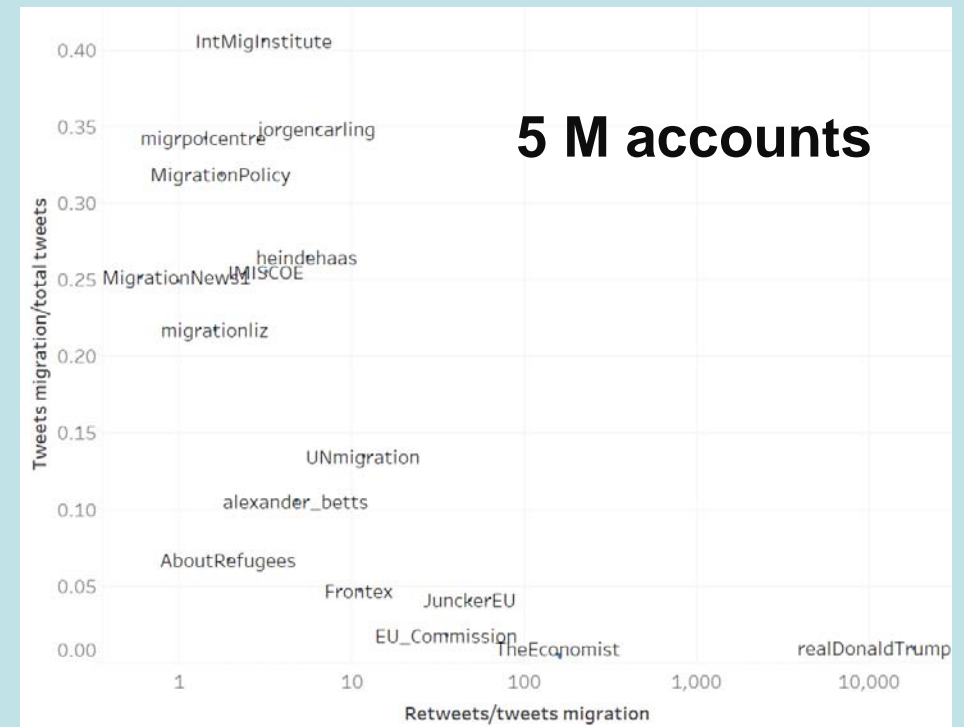 0.40
IntMigInstitute
0.35
migrpolcentre
jorgencarling
5 M accounts
MigrationPolicy
0.30
heindehaas
IMISCOE
0.25
MigrationNews1
migrationliz
0.20
Tweets migration/total tweets
0.15
UNmigration
alexander_betts
0.10
AboutRefugees
0.05
Frontex
JunckerEU
EU_Commission
TheEconomist
realDonaldTrump
0.00
1
10
100
1,000
10,000
Retweets/tweets migration